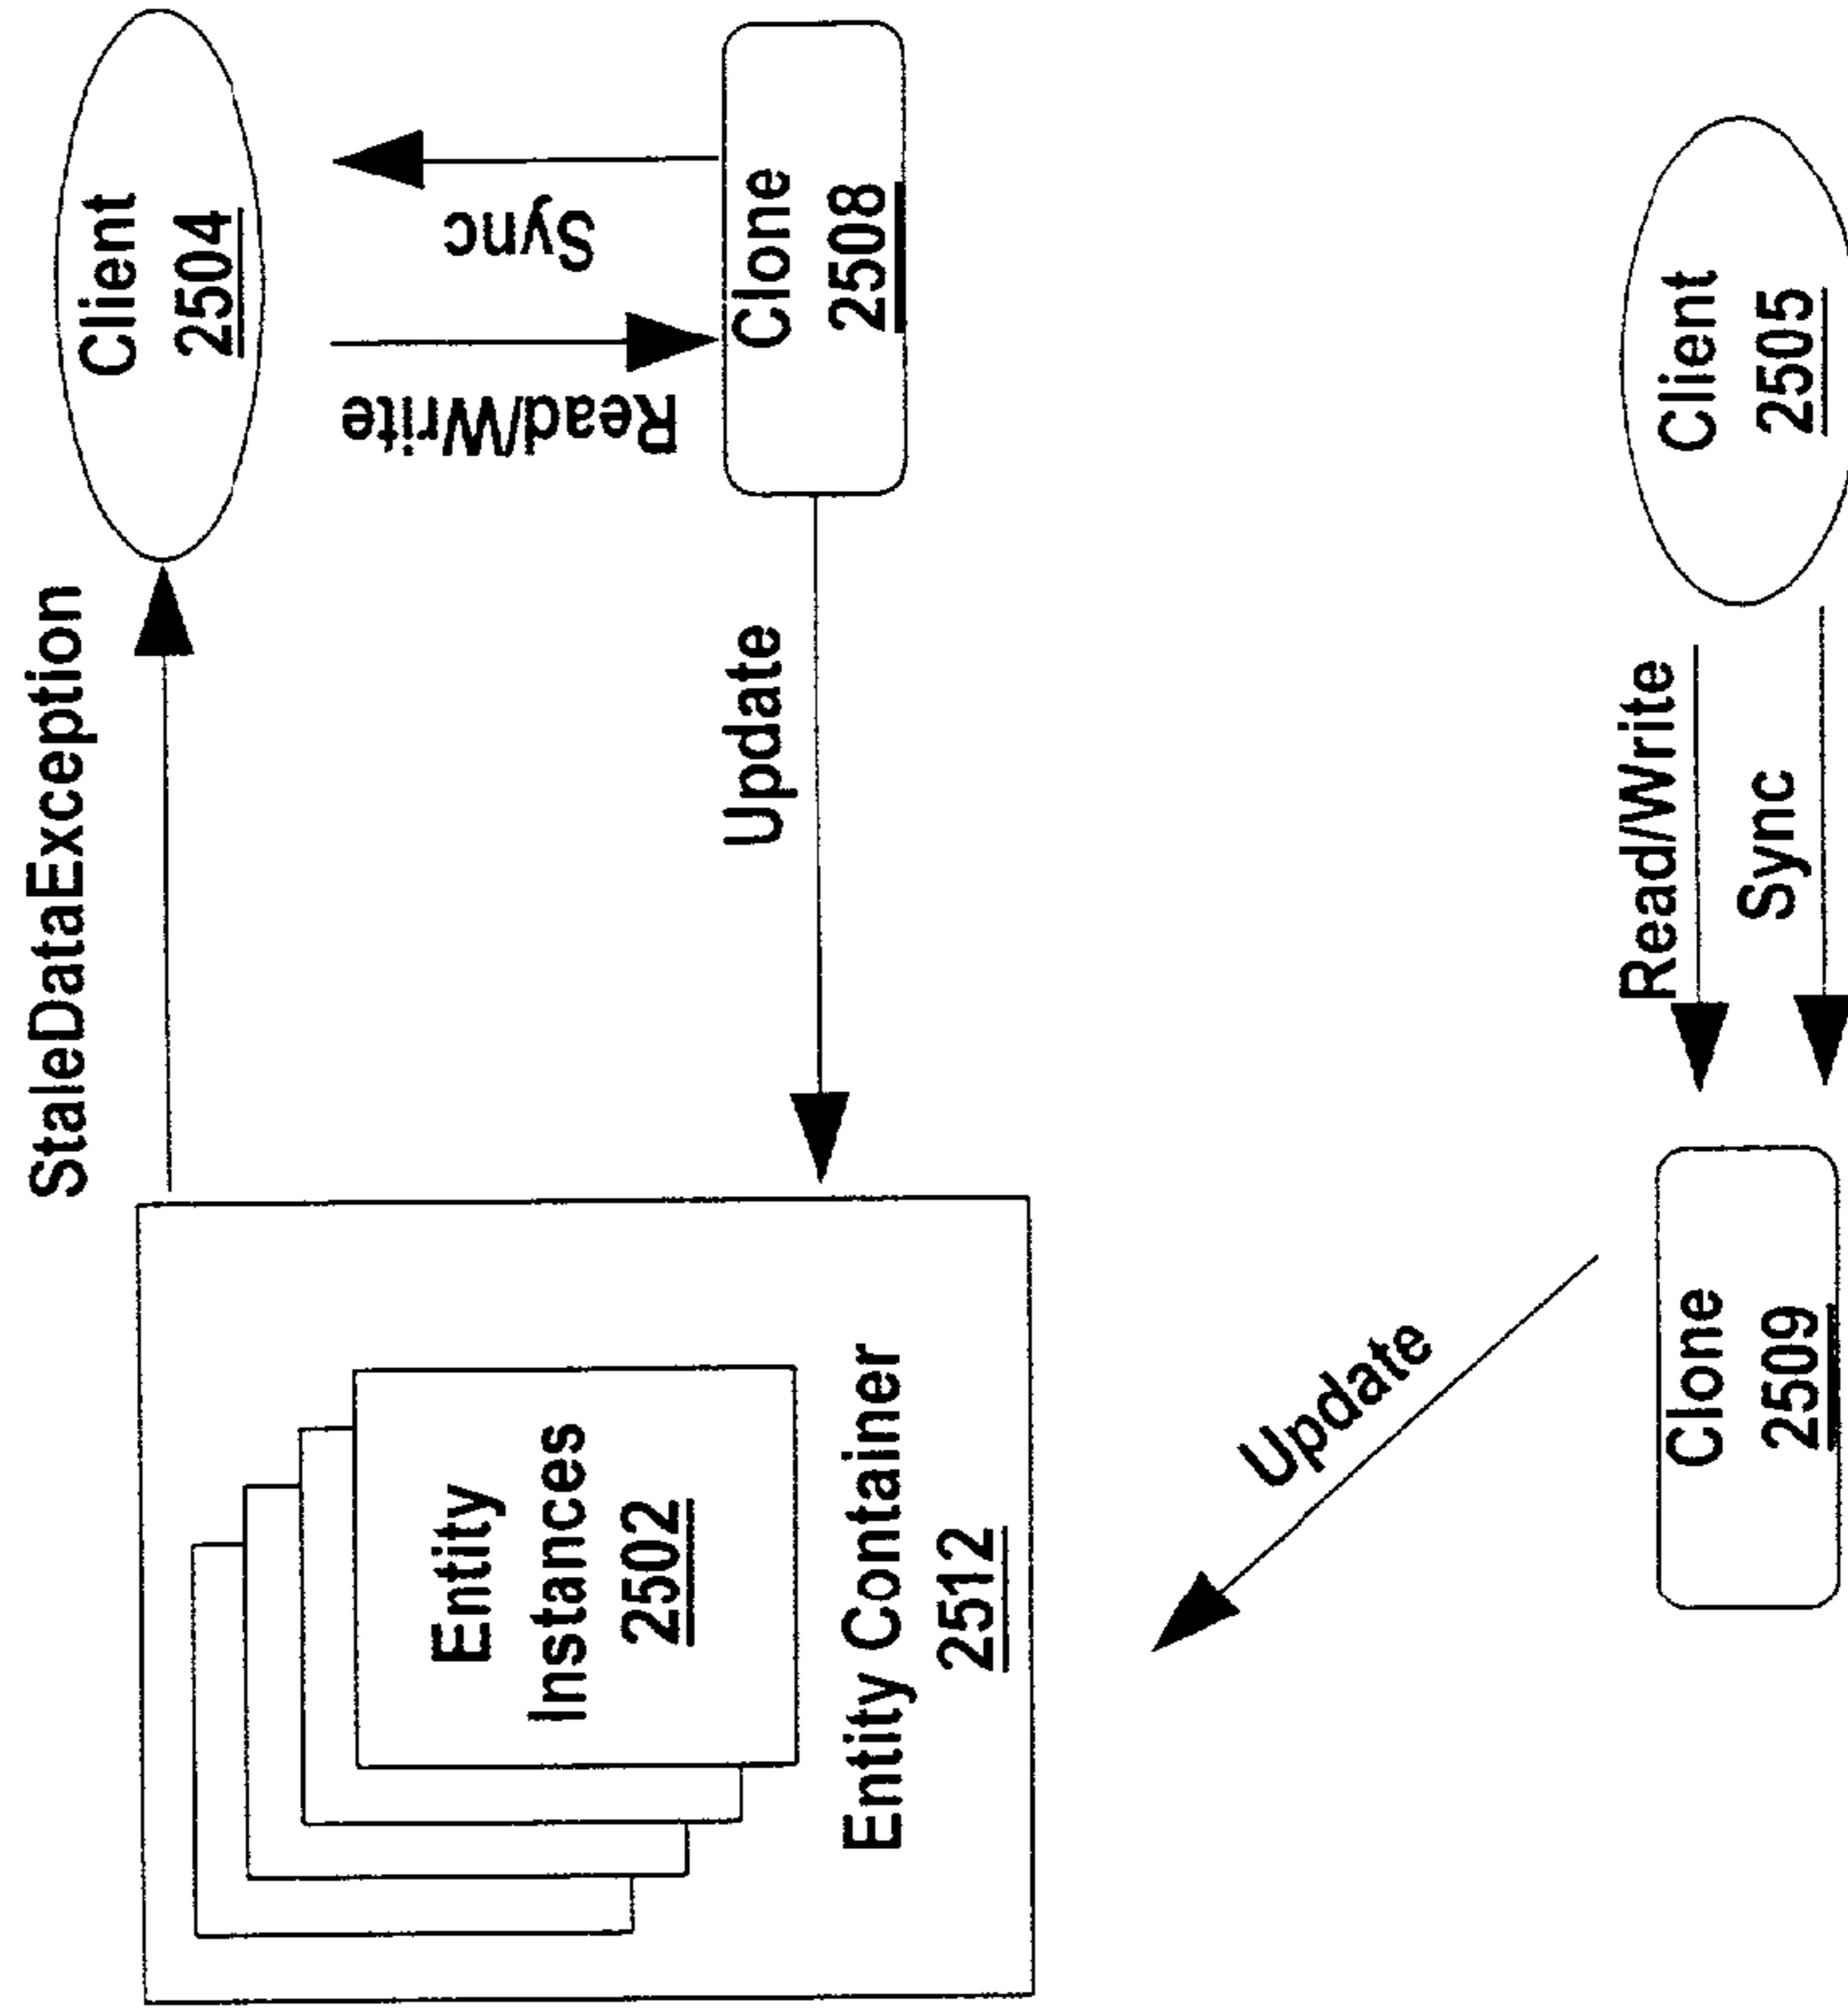 StaleDataException
Client
2504
Entity
Instances
2502
Entity Container
2512
Read/Write
Sync
Update
Clone
2508
Update
Read/Write
Sync
Clone
2509
Client
2505